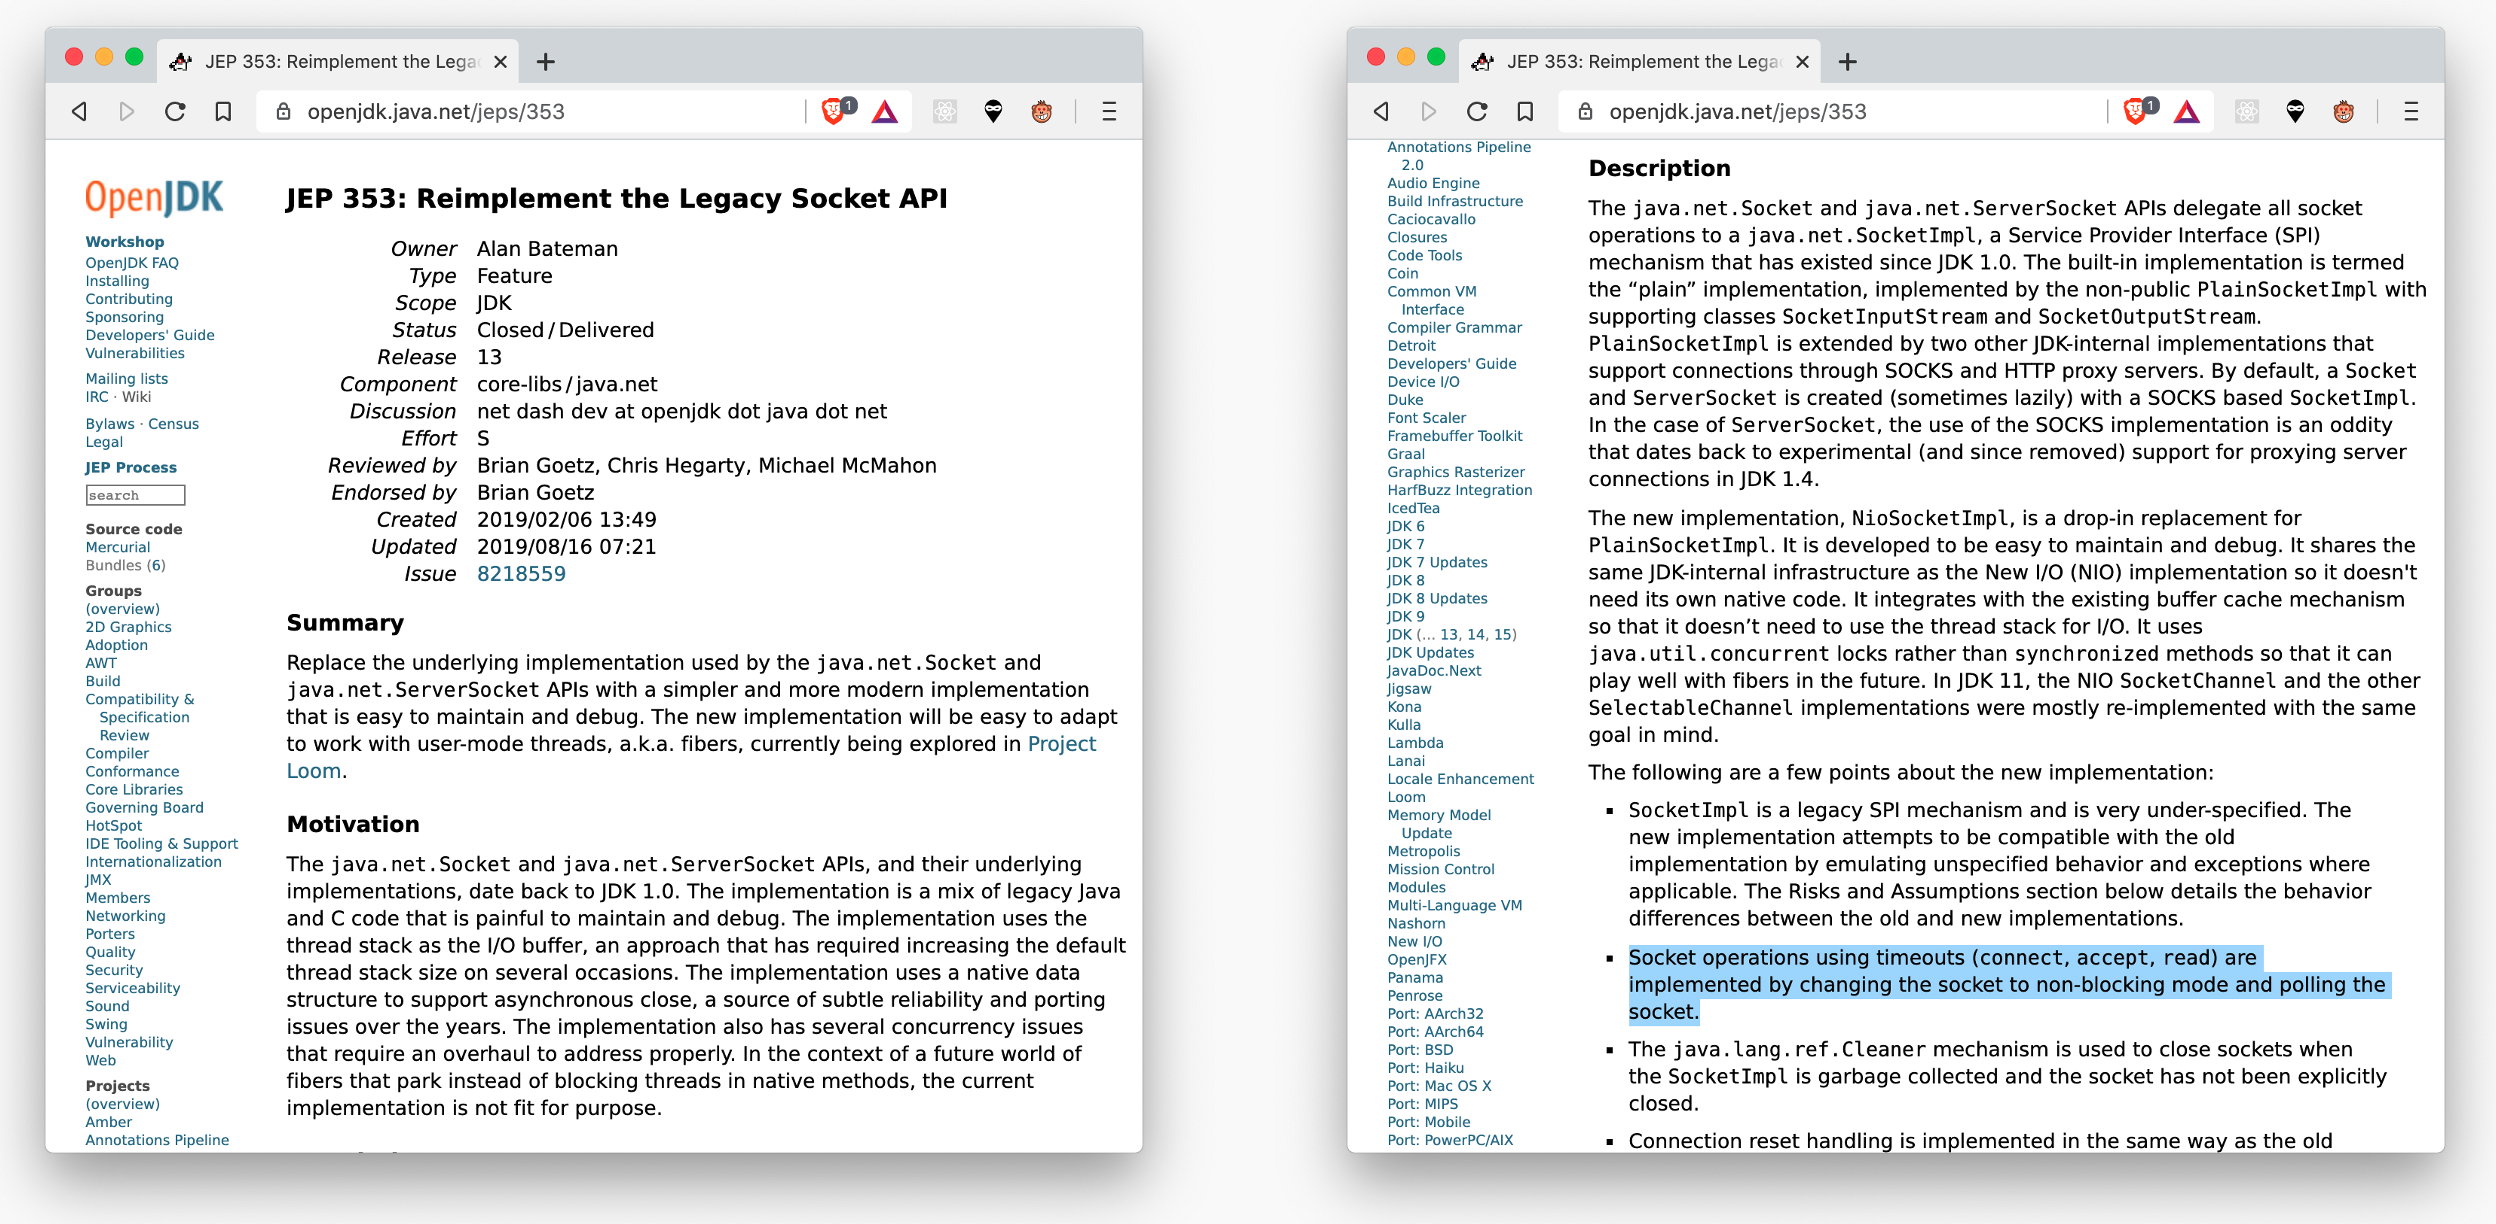 JEP 353: Reimplement the Lega
openjdk.java.net/jeps/353
1
OpenJDK
Workshop
OpenJDK FAQ
Installing
Contributing
Sponsoring
Developers' Guide
Vulnerabilities
Mailing lists
IRC · Wiki
Bylaws · Census
Legal
JEP Process
search
Source code
Mercurial
Bundles (6)
Groups
(overview)
2D Graphics
Adoption
AWT
Build
Compatibility &
Specification
Review
Compiler
Conformance
Core Libraries
Governing Board
HotSpot
IDE Tooling & Support
Internationalization
JMX
Members
Networking
Porters
Quality
Security
Serviceability
Sound
Swing
Vulnerability
Web
Projects
(overview)
Amber
Annotations Pipeline
JEP 353: Reimplement the Legacy Socket API
Owner Alan Bateman
Type Feature
Scope JDK
Status Closed / Delivered
Release 13
Component core-libs / java.net
Discussion net dash dev at openjdk dot java dot net
Effort S
Reviewed by Brian Goetz, Chris Hegarty, Michael McMahon
Endorsed by Brian Goetz
Created 2019/02/06 13:49
Updated 2019/08/16 07:21
Issue 8218559
Summary
Replace the underlying implementation used by the java.net.Socket and
java.net.ServerSocket APIs with a simpler and more modern implementation
that is easy to maintain and debug. The new implementation will be easy to adapt
to work with user-mode threads, a.k.a. fibers, currently being explored in Project
Loom.
Motivation
The java.net.Socket and java.net.ServerSocket APIs, and their underlying
implementations, date back to JDK 1.0. The implementation is a mix of legacy Java
and C code that is painful to maintain and debug. The implementation uses the
thread stack as the I/O buffer, an approach that has required increasing the default
thread stack size on several occasions. The implementation uses a native data
structure to support asynchronous close, a source of subtle reliability and porting
issues over the years. The implementation also has several concurrency issues
that require an overhaul to address properly. In the context of a future world of
fibers that park instead of blocking threads in native methods, the current
implementation is not fit for purpose.
JEP 353: Reimplement the Lega
openjdk.java.net/jeps/353
1
Annotations Pipeline
2.0
Audio Engine
Build Infrastructure
Caciocavallo
Closures
Code Tools
Coin
Common VM
Interface
Compiler Grammar
Detroit
Developers' Guide
Device I/O
Duke
Font Scaler
Framebuffer Toolkit
Graal
Graphics Rasterizer
HarfBuzz Integration
IcedTea
JDK 6
JDK 7
JDK 7 Updates
JDK 8
JDK 8 Updates
JDK 9
JDK (... 13, 14, 15)
JDK Updates
JavaDoc.Next
Jigsaw
Kona
Kulla
Lambda
Lanai
Locale Enhancement
Loom
Memory Model
Update
Metropolis
Mission Control
Modules
Multi-Language VM
Nashorn
New I/O
OpenJFX
Panama
Penrose
Port: AArch32
Port: AArch64
Port: BSD
Port: Haiku
Port: Mac OS X
Port: MIPS
Port: Mobile
Port: PowerPC/AIX
Description
The java.net.Socket and java.net.ServerSocket APIs delegate all socket
operations to a java.net.SocketImpl, a Service Provider Interface (SPI)
mechanism that has existed since JDK 1.0. The built-in implementation is termed
the “plain” implementation, implemented by the non-public PlainSocketImpl with
supporting classes SocketInputStream and SocketOutputStream.
PlainSocketImpl is extended by two other JDK-internal implementations that
support connections through SOCKS and HTTP proxy servers. By default, a Socket
and ServerSocket is created (sometimes lazily) with a SOCKS based SocketImpl.
In the case of ServerSocket, the use of the SOCKS implementation is an oddity
that dates back to experimental (and since removed) support for proxying server
connections in JDK 1.4.
The new implementation, NioSocketImpl, is a drop-in replacement for
PlainSocketImpl. It is developed to be easy to maintain and debug. It shares the
same JDK-internal infrastructure as the New I/O (NIO) implementation so it doesn't
need its own native code. It integrates with the existing buffer cache mechanism
so that it doesn’t need to use the thread stack for I/O. It uses
java.util.concurrent locks rather than synchronized methods so that it can
play well with fibers in the future. In JDK 11, the NIO SocketChannel and the other
SelectableChannel implementations were mostly re-implemented with the same
goal in mind.
The following are a few points about the new implementation:
▪ SocketImpl is a legacy SPI mechanism and is very under-specified. The
new implementation attempts to be compatible with the old
implementation by emulating unspecified behavior and exceptions where
applicable. The Risks and Assumptions section below details the behavior
differences between the old and new implementations.
▪ Socket operations using timeouts (connect, accept, read) are
implemented by changing the socket to non-blocking mode and polling the
socket.
▪ The java.lang.ref.Cleaner mechanism is used to close sockets when
the SocketImpl is garbage collected and the socket has not been explicitly
closed.
▪ Connection reset handling is implemented in the same way as the old